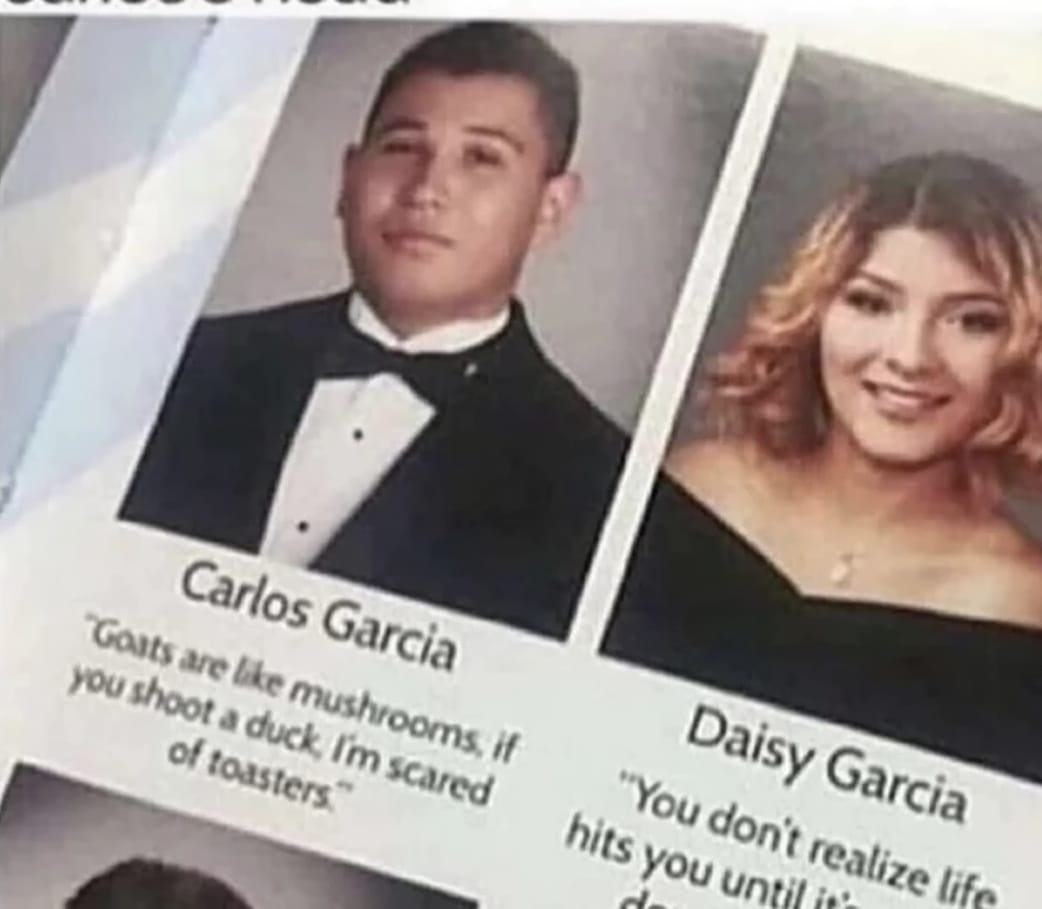 Carlos Garcia
"Goats are like mushrooms, if
you shoot a duck, I'm scared
of toasters."
Daisy Garcia
"You don't realize life
hits you until it's